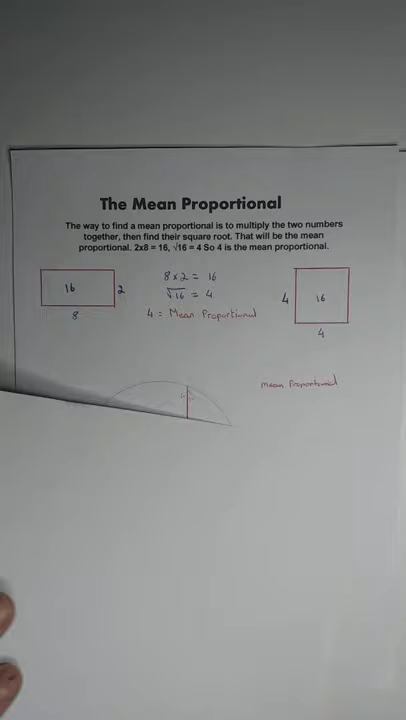 The Mean Proportional
The way to find a mean proportional is to multiply the two numbers
together, then find their square root. That will be the mean
proportional. 2x8 = 16, √16 = 4 So 4 is the mean proportional.
16
2
8
8 x 2 = 16
√16 = 4
4 = Mean Proportional
4
16
4
Mean Proportional